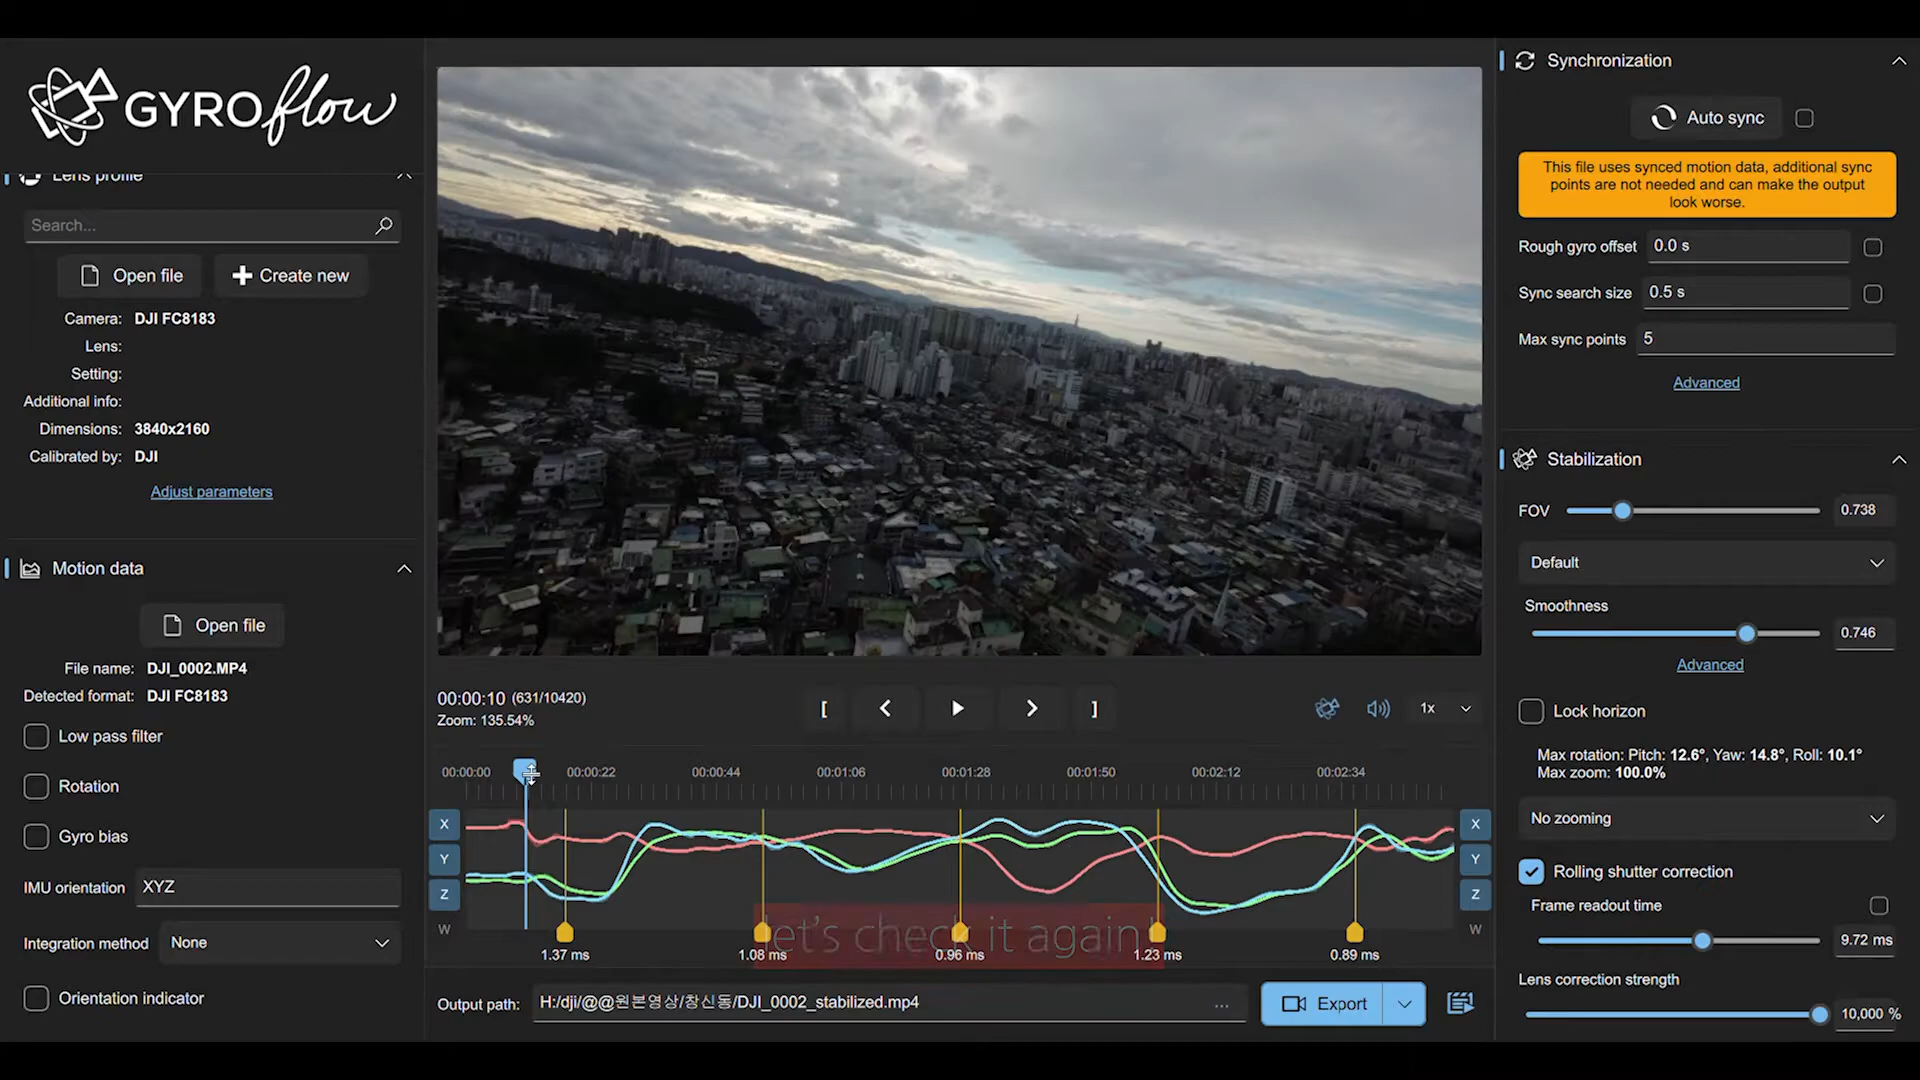 GYROflow
Lens profile
Search...
Open file
Create new
Camera: DJI FC8183
Lens:
Setting:
Additional info:
Dimensions: 3840x2160
Calibrated by: DJI
Adjust parameters
Motion data
Open file
File name: DJI_0002.MP4
Detected format: DJI FC8183
Low pass filter
Rotation
Gyro bias
IMU orientation XYZ
Integration method None
Orientation indicator
00:00:10 (631/10420)
Zoom: 135.54%
[
]
1x
00:00:00 00:00:22 00:00:44 00:01:06 00:01:28 00:01:50 00:02:12 00:02:34
X X
Y Y
Z Z
W W
let's check it again!
1.37 ms 1.08 ms 0.96 ms 1.23 ms 0.89 ms
Output path: H:/dji/@@원본영상/창신동/DJI_0002_stabilized.mp4 ...
Export
Synchronization
Auto sync
This file uses synced motion data, additional sync
points are not needed and can make the output
look worse.
Rough gyro offset 0.0 s
Sync search size 0.5 s
Max sync points 5
Advanced
Stabilization
FOV 0.738
Default
Smoothness
0.746
Advanced
Lock horizon
Max rotation: Pitch: 12.6°, Yaw: 14.8°, Roll: 10.1°
Max zoom: 100.0%
No zooming
Rolling shutter correction
Frame readout time
9.72 ms
Lens correction strength
10,000 %